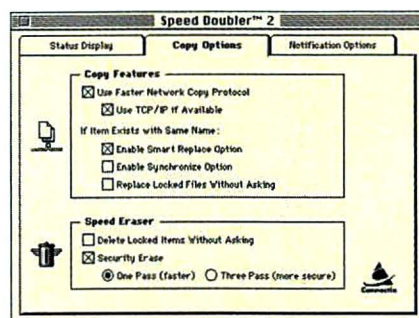 Speed Doubler™ 2
Status Display
Copy Options
Notification Options
Copy Features
Use Faster Network Copy Protocol
Use TCP/IP if Available
If Item Exists with Same Name:
Enable Smart Replace Option
Enable Synchronize Option
Replace Locked Files Without Asking
Speed Eraser
Delete Locked Items Without Asking
Security Erase
One Pass (faster) Three Pass (more secure)
Connectix